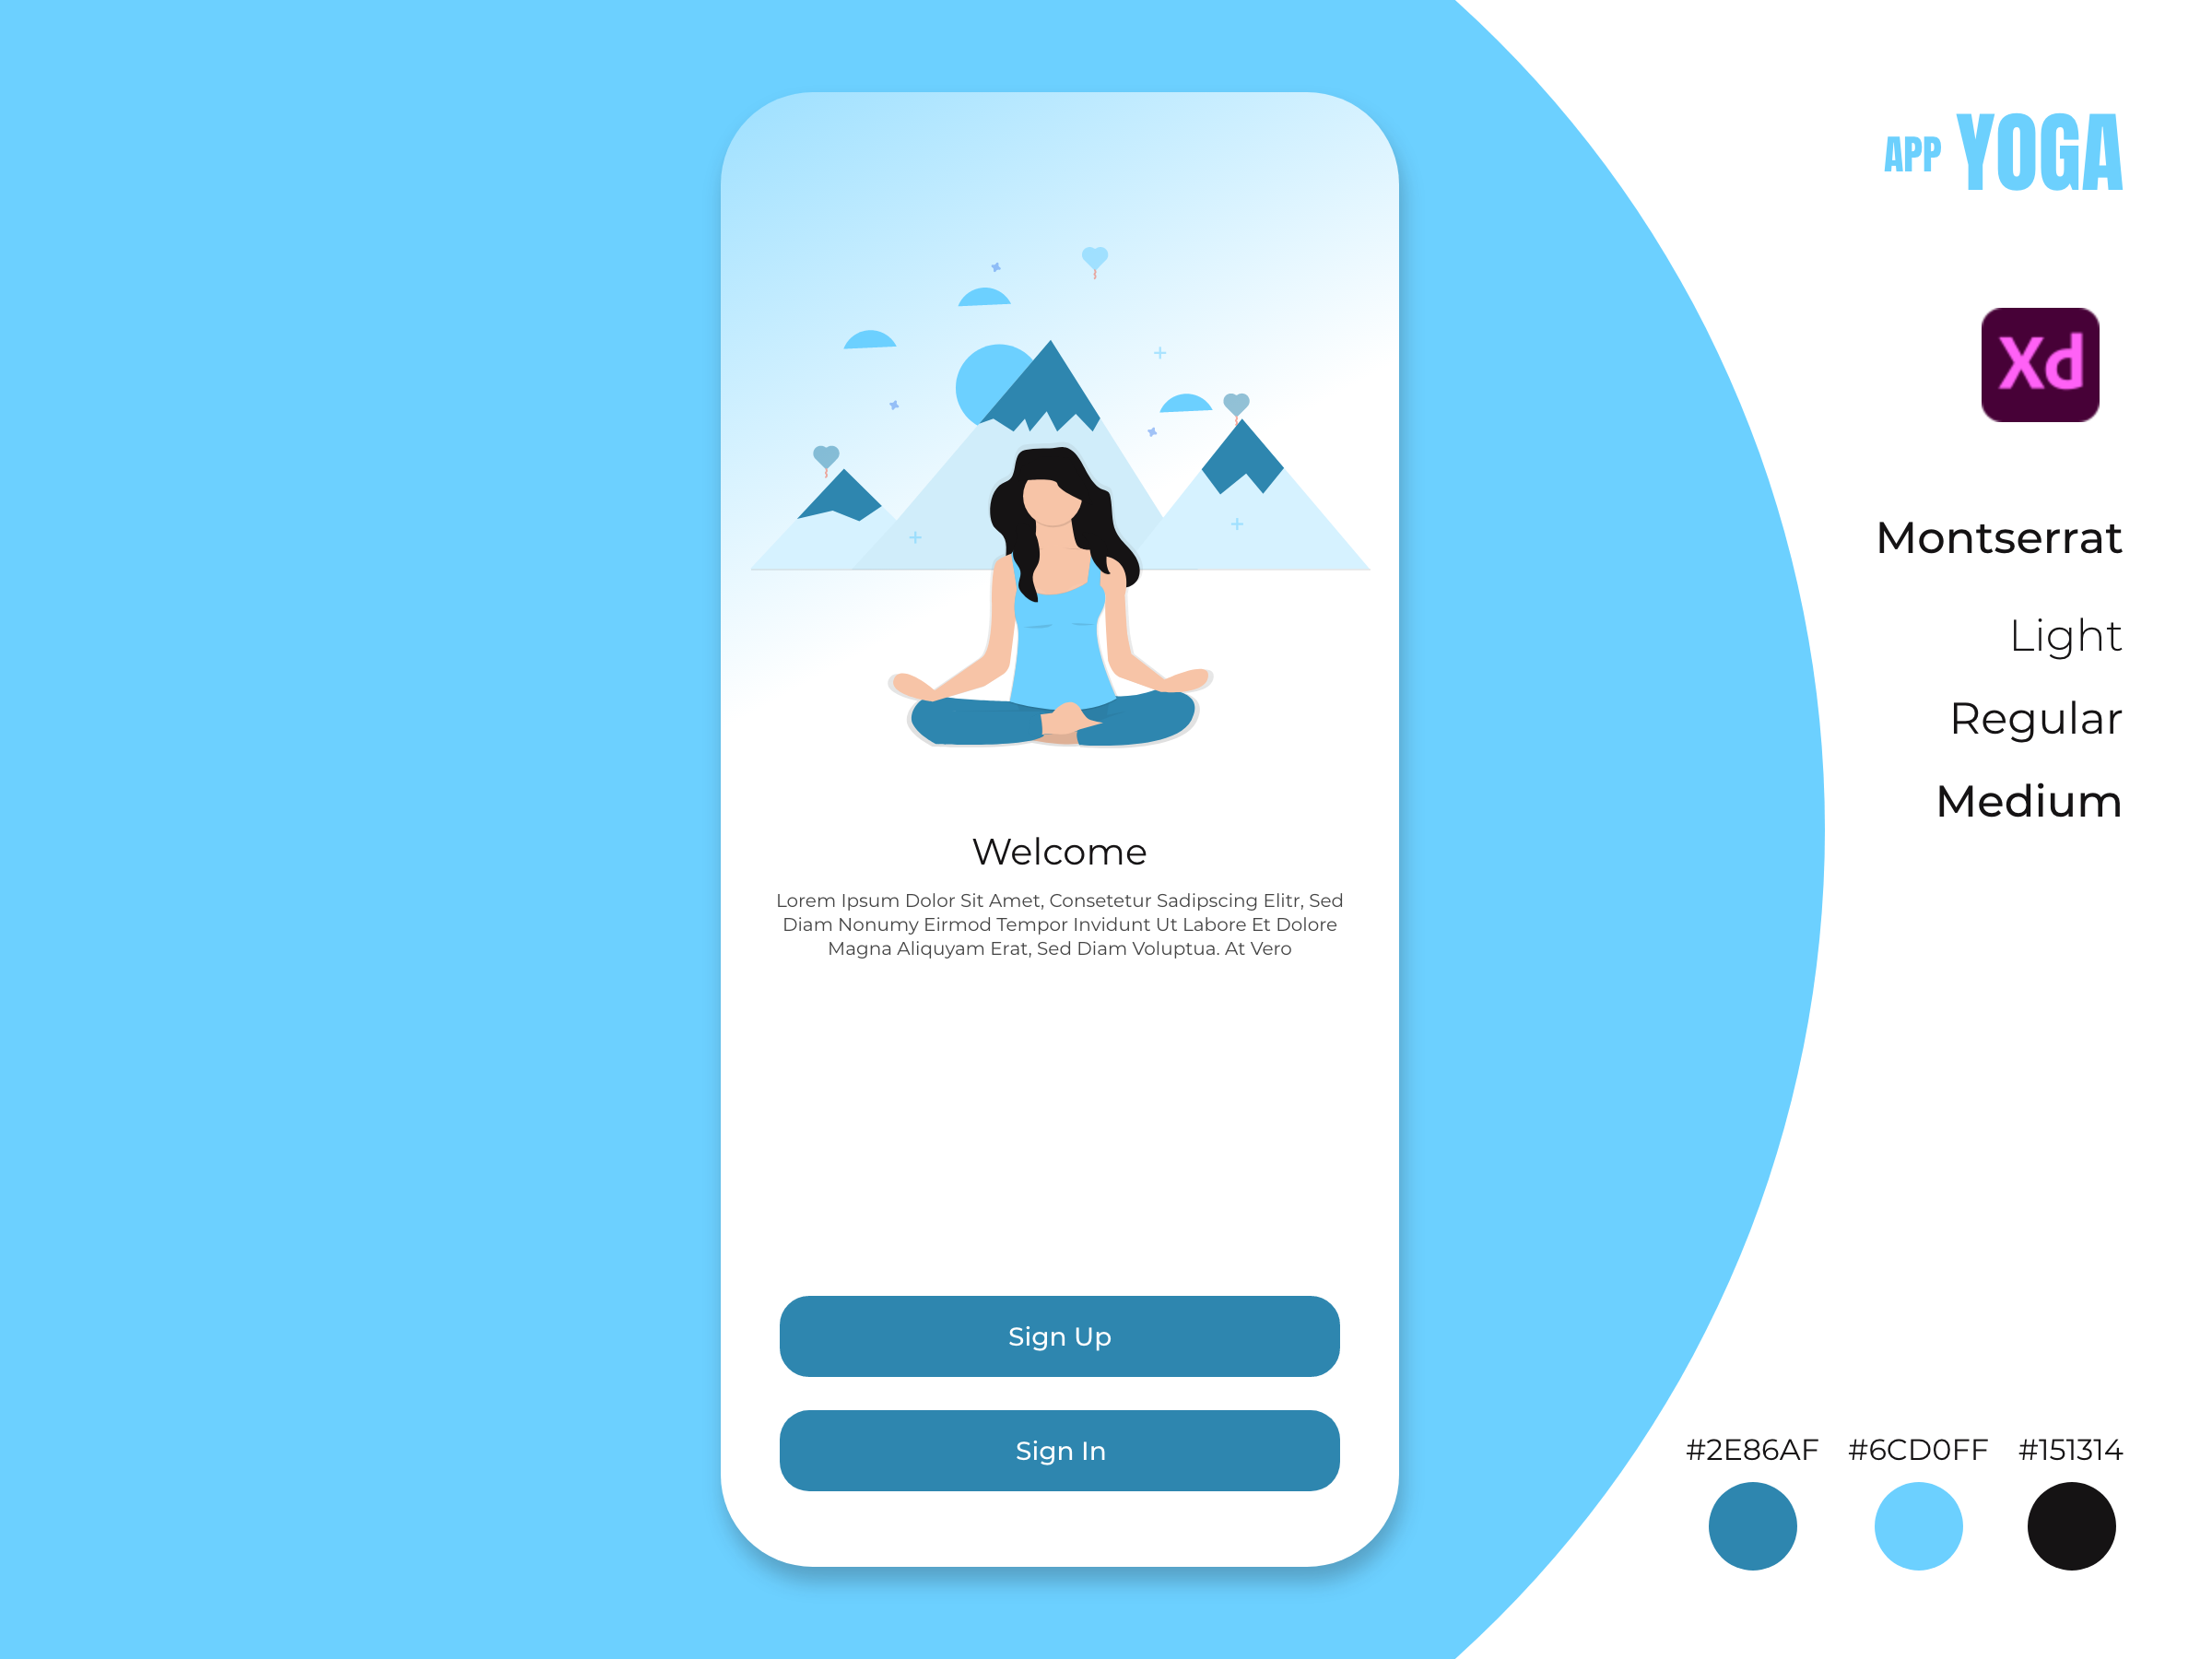 APP YOGA
Xd
Montserrat
Light
Regular
Medium
Welcome
Lorem Ipsum Dolor Sit Amet, Consetetur Sadipscing Elitr, Sed
Diam Nonumy Eirmod Tempor Invidunt Ut Labore Et Dolore
Magna Aliquyam Erat, Sed Diam Voluptua. At Vero
Sign Up
Sign In
#2E86AF #6CD0FF #151314